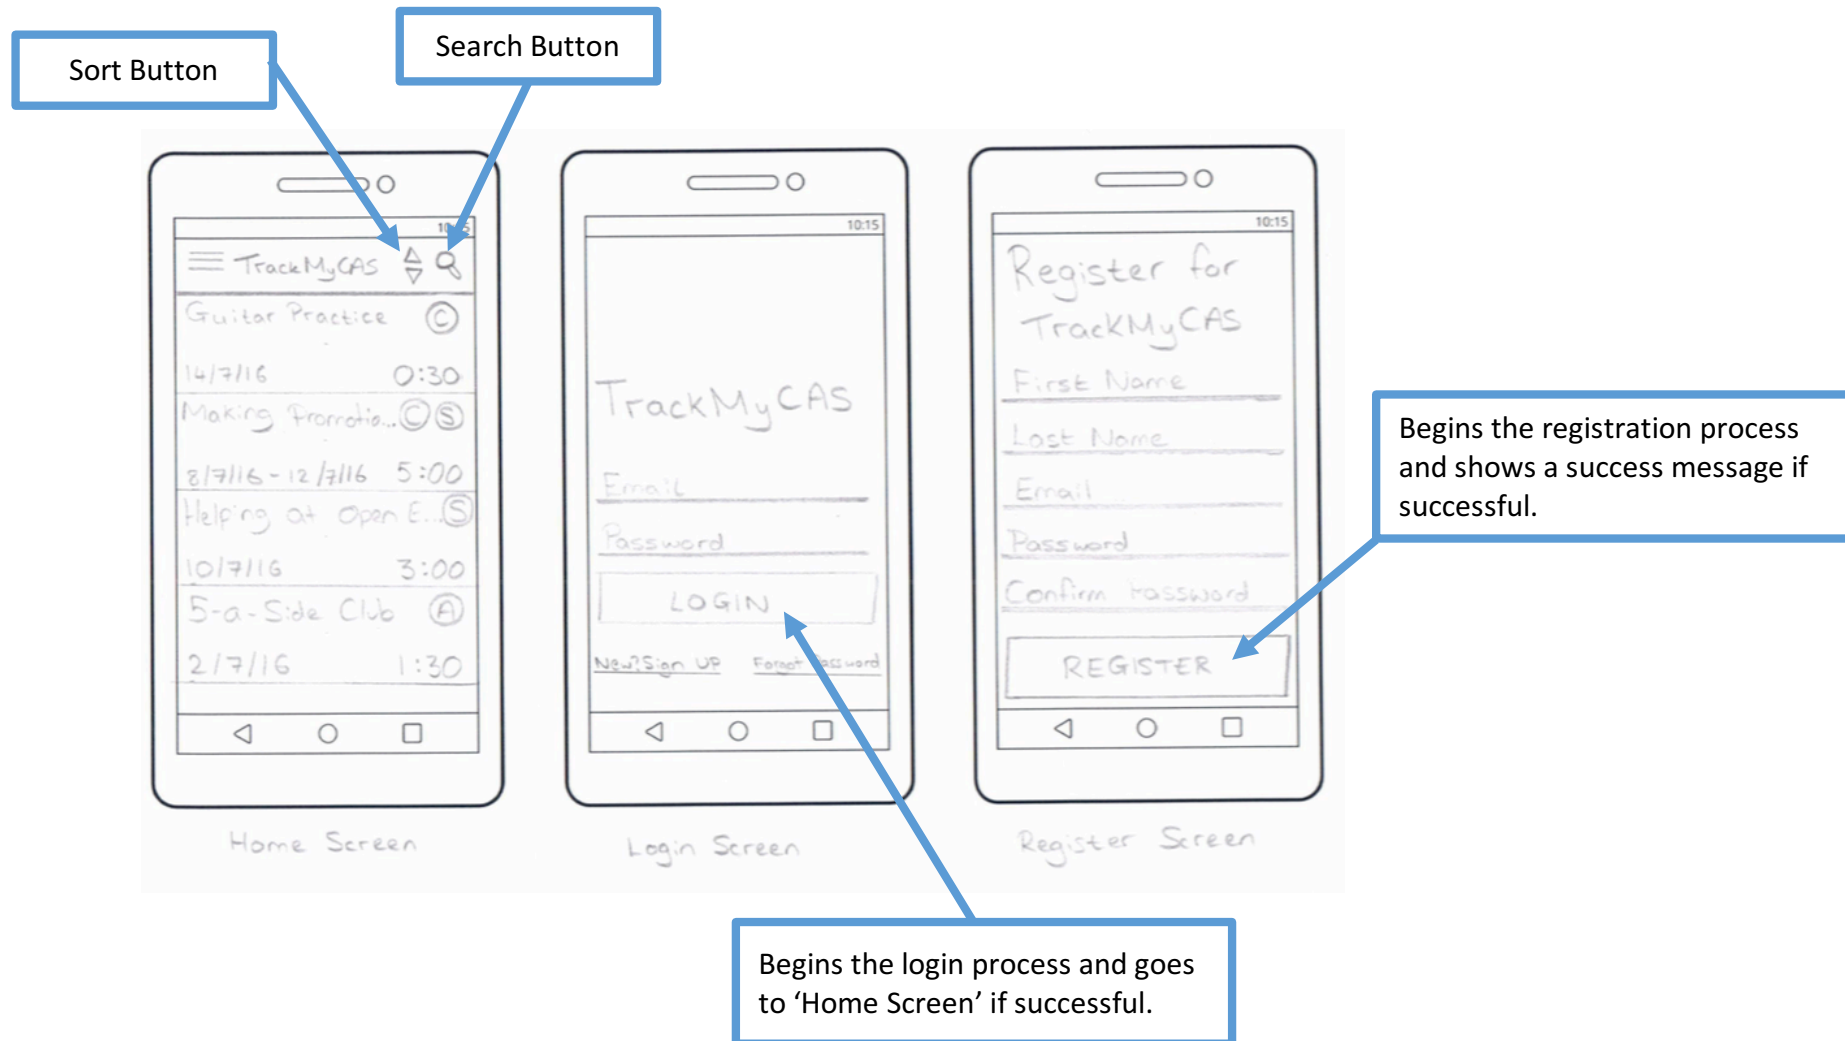 Sort Button
Search Button
10:15
TrackMyCAS
Guitar Practice C
14/7/16 0:30
Making Promotio... C S
8/7/16 - 12/7/16 5:00
Helping at Open E... S
10/7/16 3:00
5-a-Side Club A
2/7/16 1:30
Home Screen
10:15
TrackMyCAS
Email
Password
LOGIN
New? Sign UP Forgot Password
Login Screen
10:15
Register for
TrackMyCAS
First Name
Last Name
Email
Password
Confirm Password
REGISTER
Register Screen
Begins the registration process
and shows a success message if
successful.
Begins the login process and goes
to ‘Home Screen’ if successful.